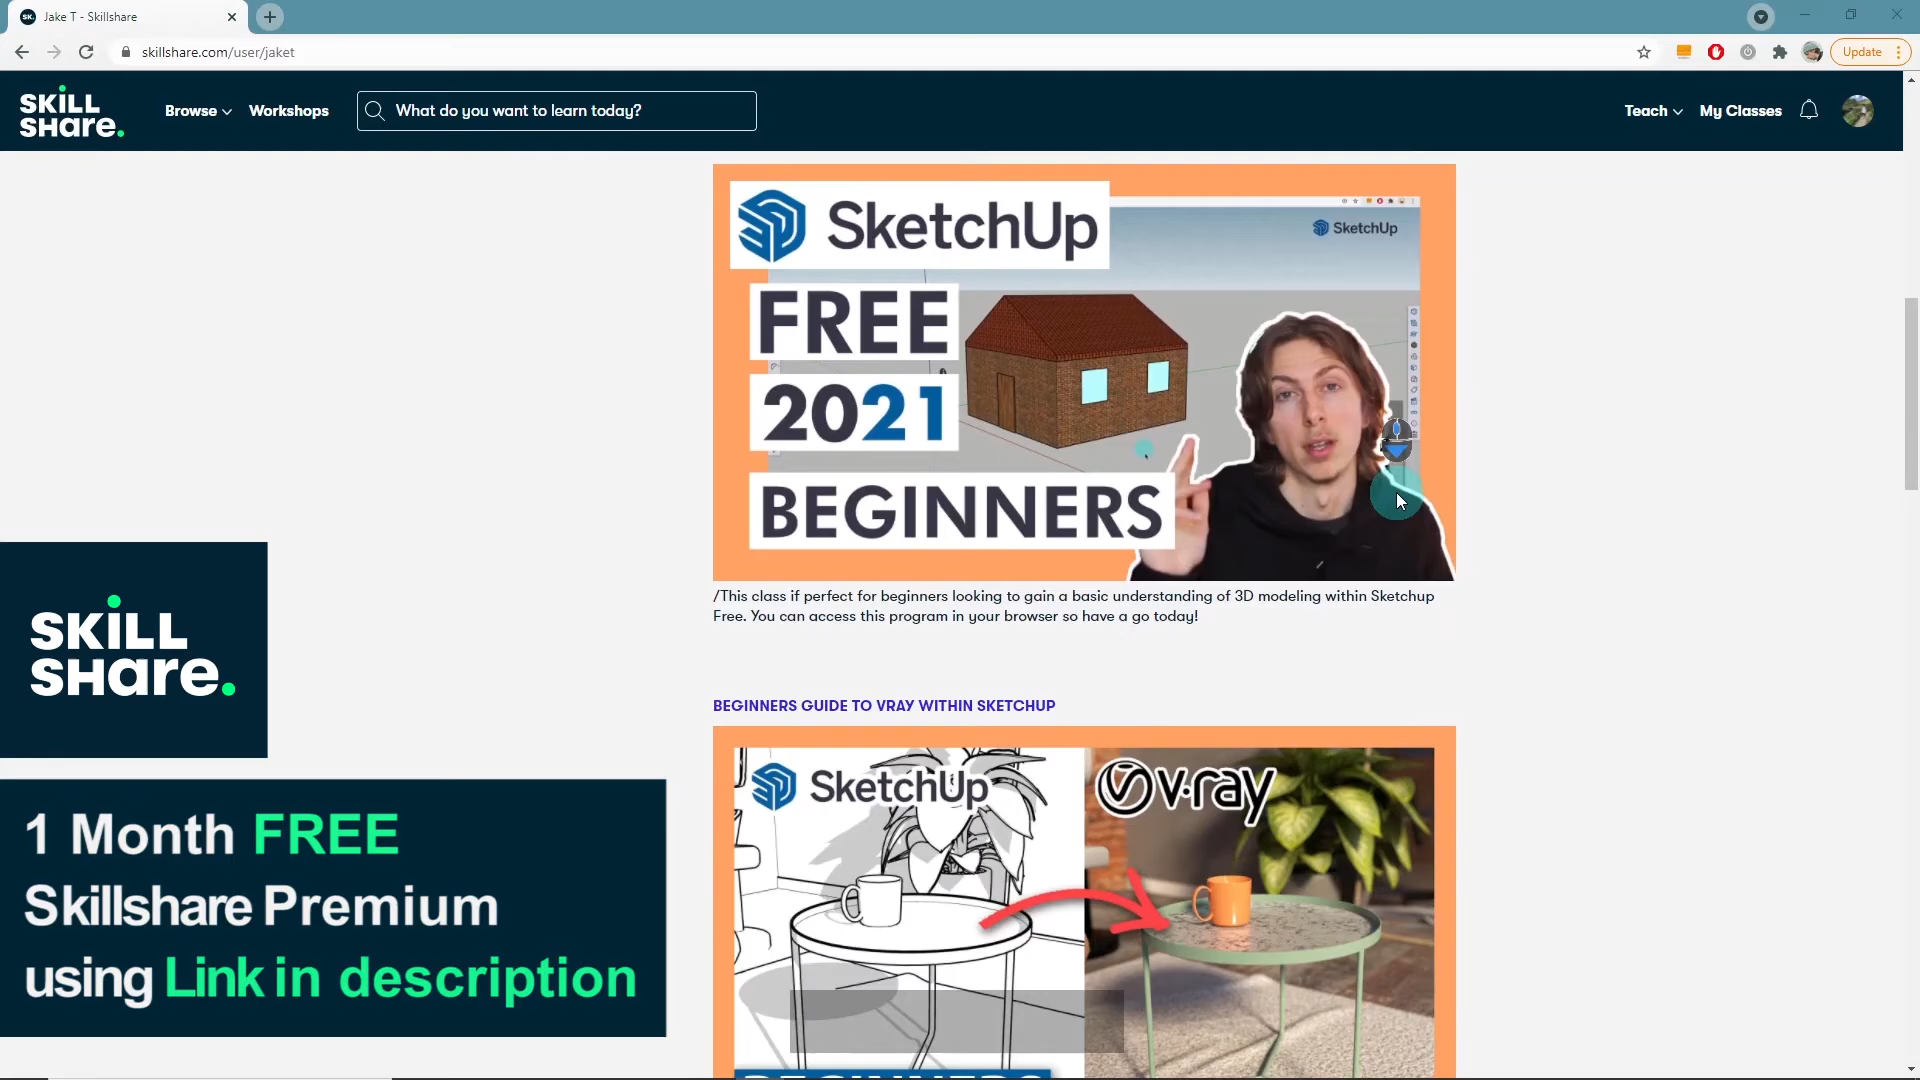 Jake T - Skillshare
skillshare.com/user/jaket
Update
SKILL
SHARE.
Browse
Workshops
What do you want to learn today?
Teach
My Classes
SketchUp
SketchUp
FREE
2021
BEGINNERS
/This class if perfect for beginners looking to gain a basic understanding of 3D modeling within Sketchup
Free. You can access this program in your browser so have a go today!
BEGINNERS GUIDE TO VRAY WITHIN SKETCHUP
SketchUp
v·ray
BEGINNERS
SKILL
SHare.
1 Month FREE
Skillshare Premium
using Link in description